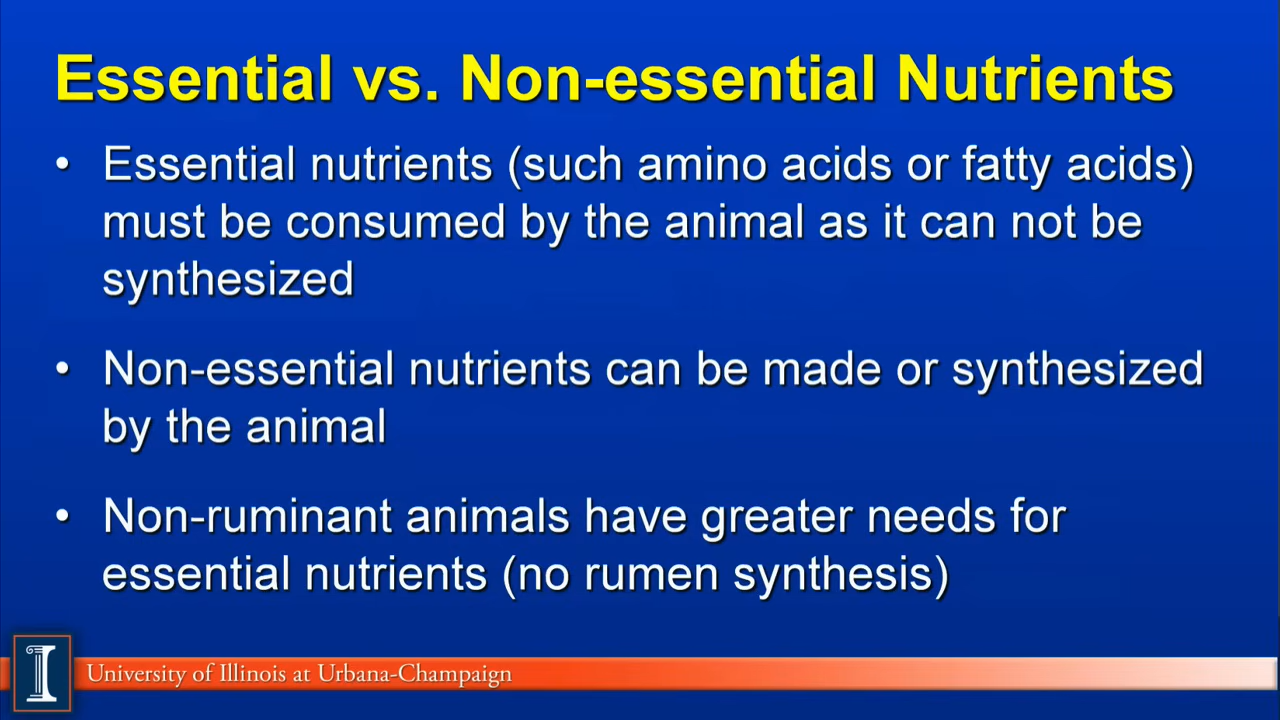 Essential vs. Non-essential Nutrients
• Essential nutrients (such amino acids or fatty acids)
must be consumed by the animal as it can not be
synthesized
• Non-essential nutrients can be made or synthesized
by the animal
• Non-ruminant animals have greater needs for
essential nutrients (no rumen synthesis)
I University of Illinois at Urbana-Champaign